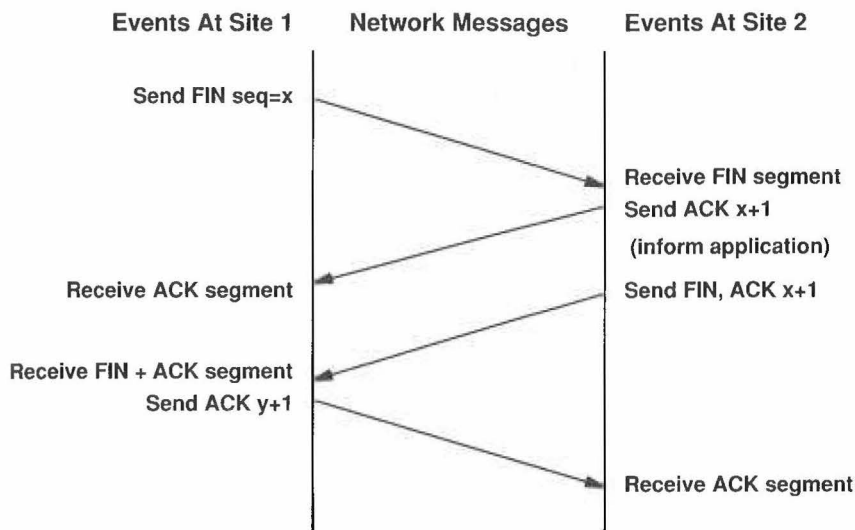 Events At Site 1
Network Messages
Events At Site 2
Send FIN seq=x
Receive FIN segment
Send ACK x+1
(inform application)
Receive ACK segment
Send FIN, ACK x+1
Receive FIN + ACK segment
Send ACK y+1
Receive ACK segment